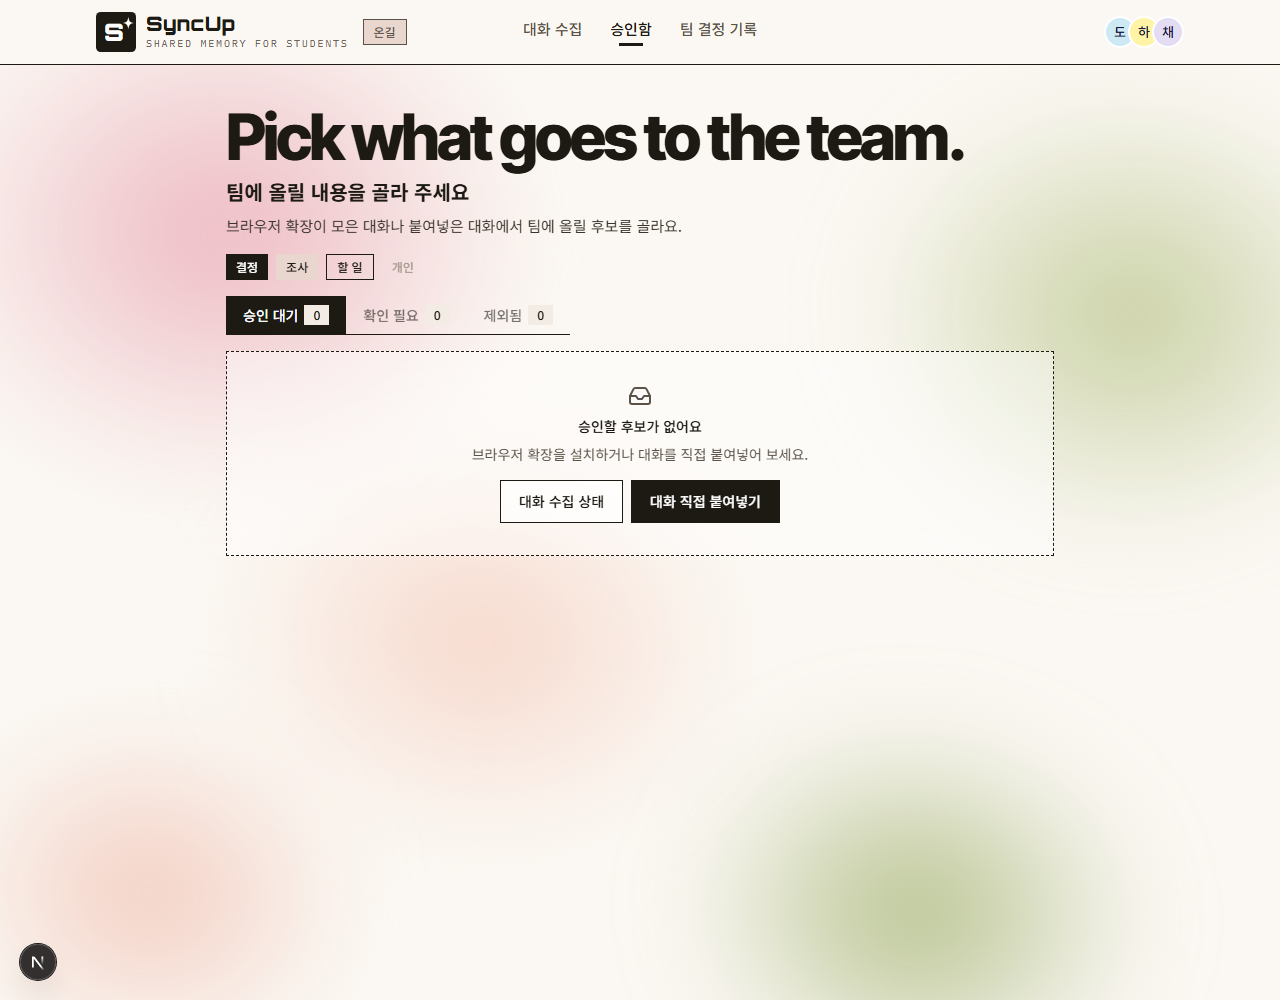 S SyncUp
SHARED MEMORY FOR STUDENTS
온길
대화 수집 승인함 팀 결정 기록
도 하 채
Pick what goes to the team.
팀에 올릴 내용을 골라 주세요
브라우저 확장이 모은 대화나 붙여넣은 대화에서 팀에 올릴 후보를 골라요.
결정 조사 할 일 개인
승인 대기 0 확인 필요 0 제외됨 0
승인할 후보가 없어요
브라우저 확장을 설치하거나 대화를 직접 붙여넣어 보세요.
대화 수집 상태 대화 직접 붙여넣기
N